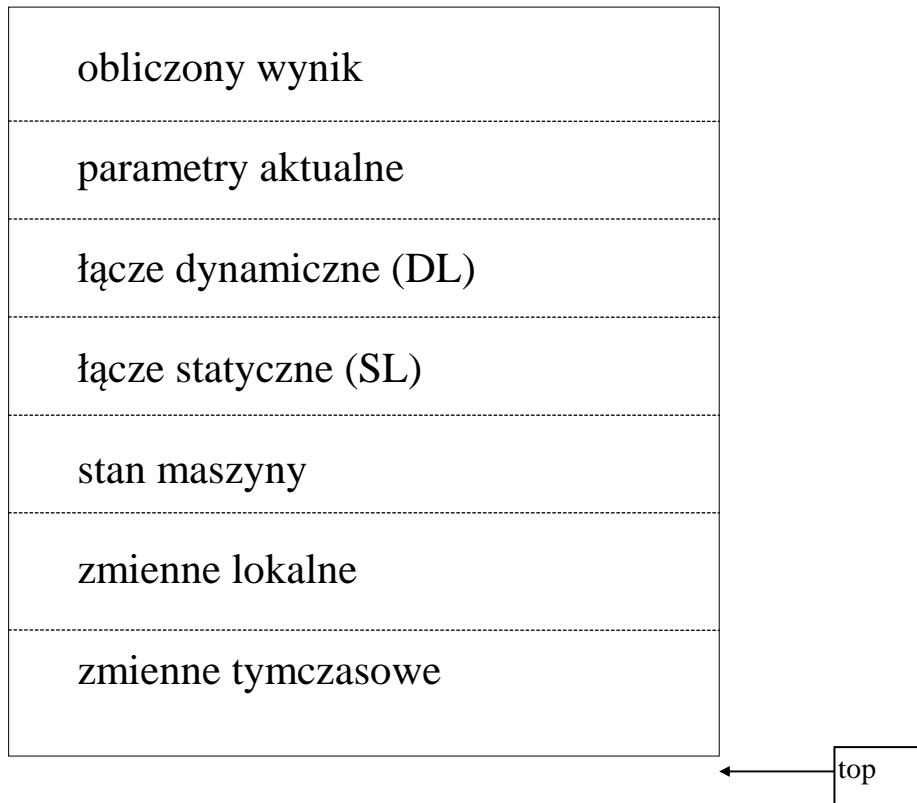 obliczony wynik
parametry aktualne
łącze dynamiczne (DL)
łącze statyczne (SL)
stan maszyny
zmienne lokalne
zmienne tymczasowe
top